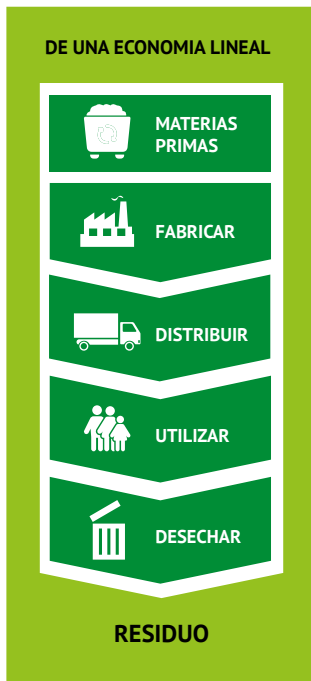 DE UNA ECONOMIA LINEAL
MATERIAS
PRIMAS
FABRICAR
DISTRIBUIR
UTILIZAR
DESECHAR
RESIDUO